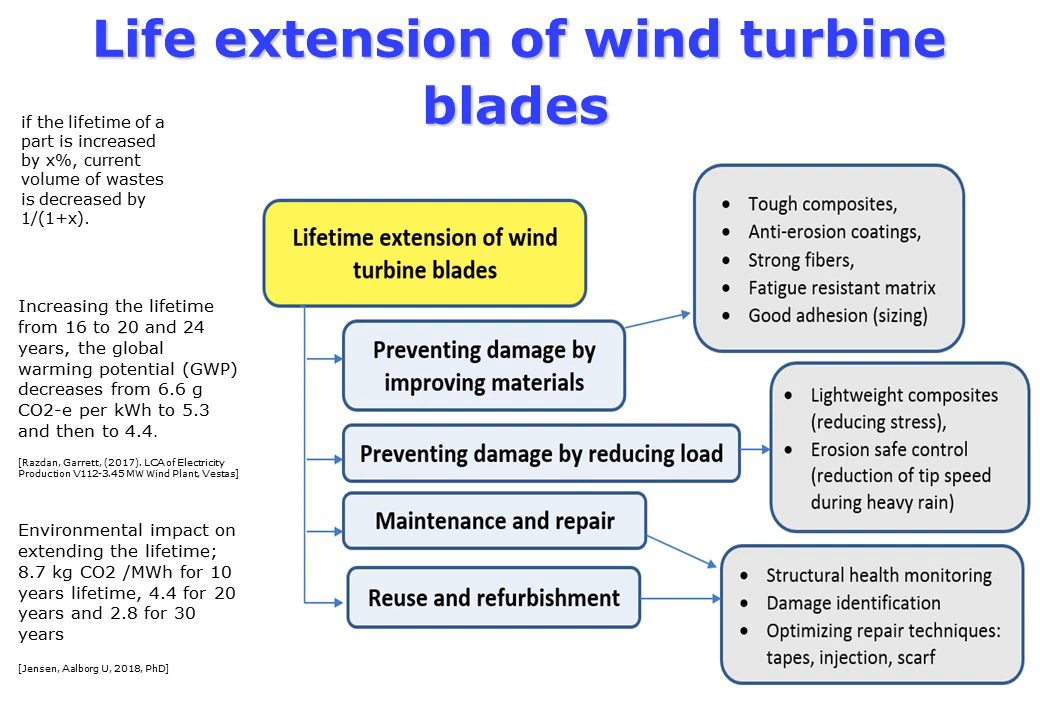 Life extension of wind turbine
blades
if the lifetime of a
part is increased
by x%, current
volume of wastes
is decreased by
1/(1+x).
Increasing the lifetime
from 16 to 20 and 24
years, the global
warming potential (GWP)
decreases from 6.6 g
CO2-e per kWh to 5.3
and then to 4.4.
[Razdan, Garrett, (2017). LCA of Electricity
Production V112-3.45 MW Wind Plant, Vestas]
Environmental impact on
extending the lifetime;
8.7 kg CO2 /MWh for 10
years lifetime, 4.4 for 20
years and 2.8 for 30
years
[Jensen, Aalborg U, 2018, PhD]
Lifetime extension of wind
turbine blades
Preventing damage by
improving materials
• Tough composites,
• Anti-erosion coatings,
• Strong fibers,
• Fatigue resistant matrix
• Good adhesion (sizing)
Preventing damage by reducing load
• Lightweight composites
(reducing stress),
• Erosion safe control
(reduction of tip speed
during heavy rain)
Maintenance and repair
Reuse and refurbishment
• Structural health monitoring
• Damage identification
• Optimizing repair techniques:
tapes, injection, scarf